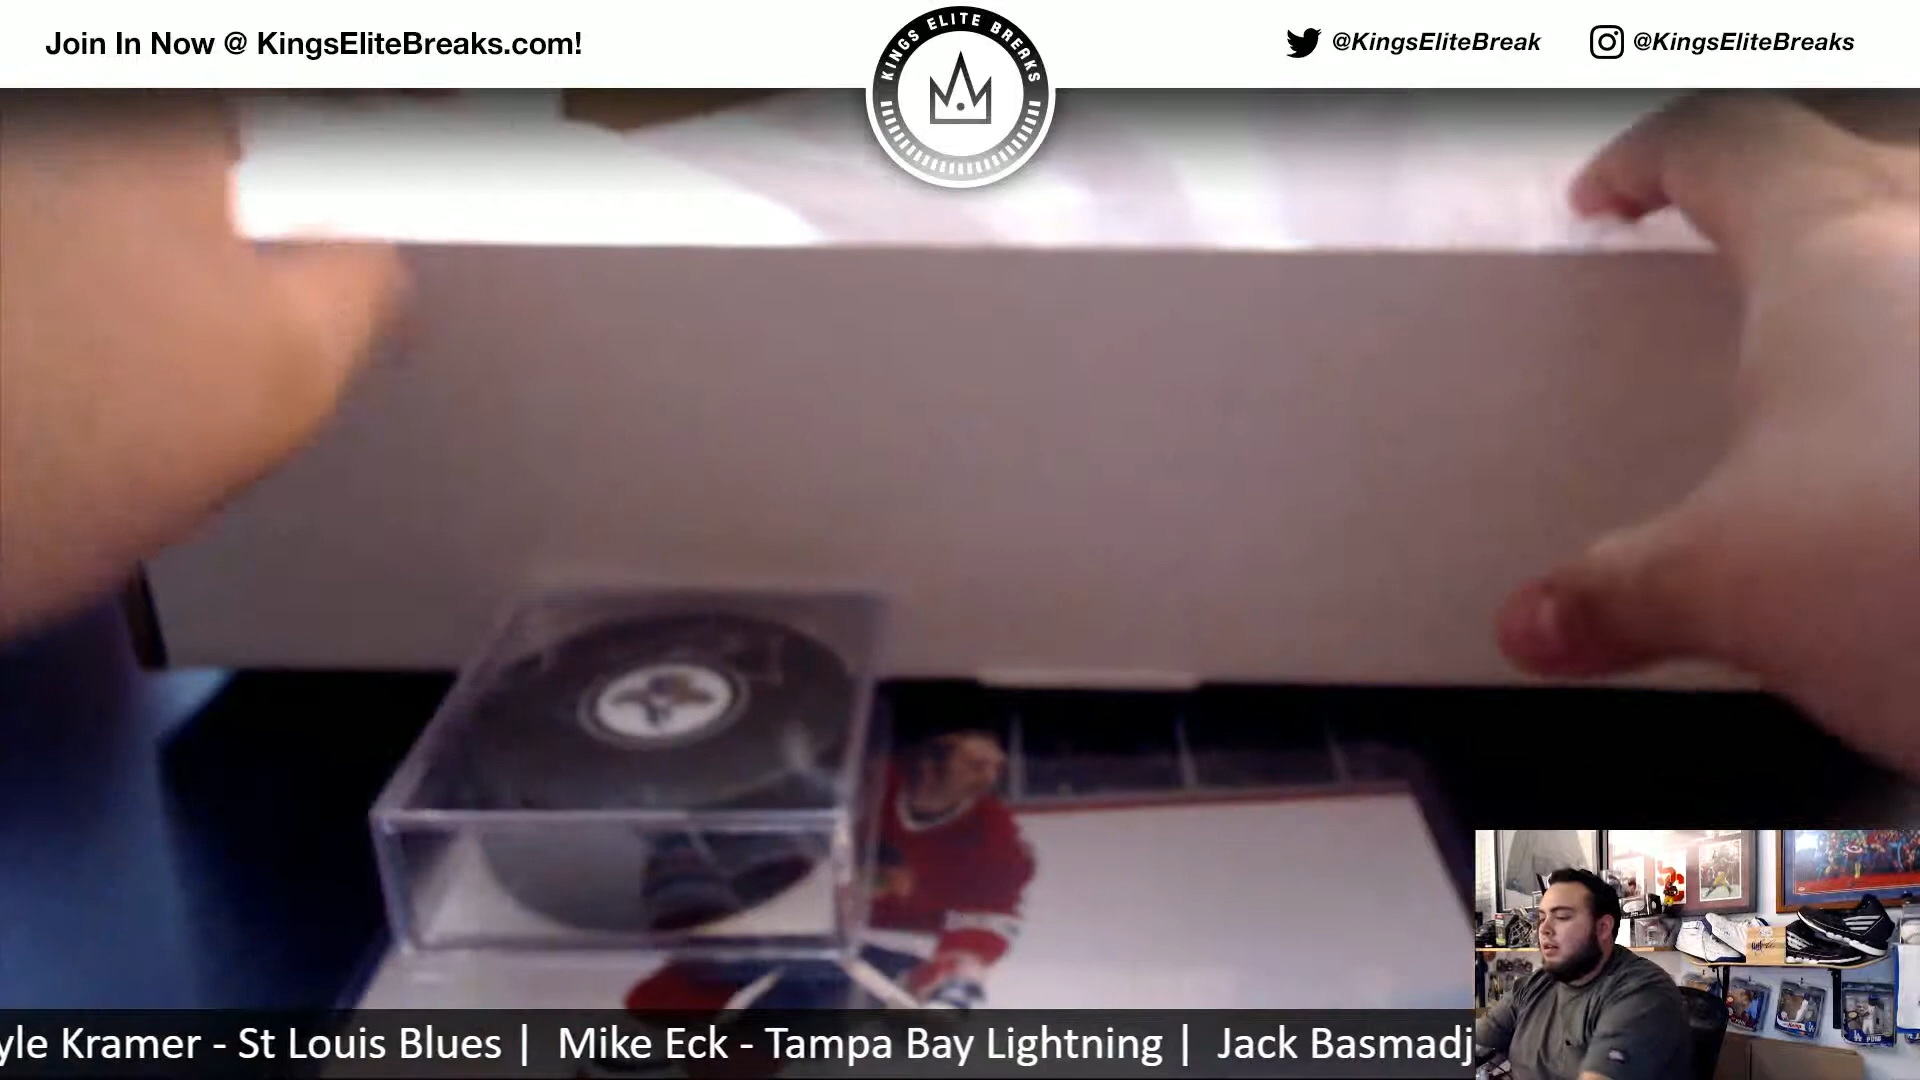 Join In Now @ KingsEliteBreaks.com!
KINGS ELITE BREAKS
@KingsEliteBreak
@KingsEliteBreaks
yle Kramer - St Louis Blues | Mike Eck - Tampa Bay Lightning | Jack Basmadj